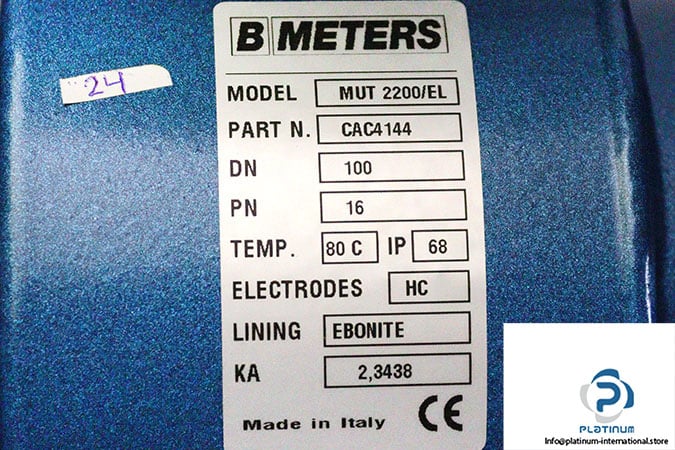 24
B METERS
MODEL MUT 2200/EL
PART N. CAC4144
DN 100
PN 16
TEMP. 80 C IP 68
ELECTRODES HC
LINING EBONITE
KA 2,3438
Made in Italy CE
P
PLATINUM
Info@platinum-international.store